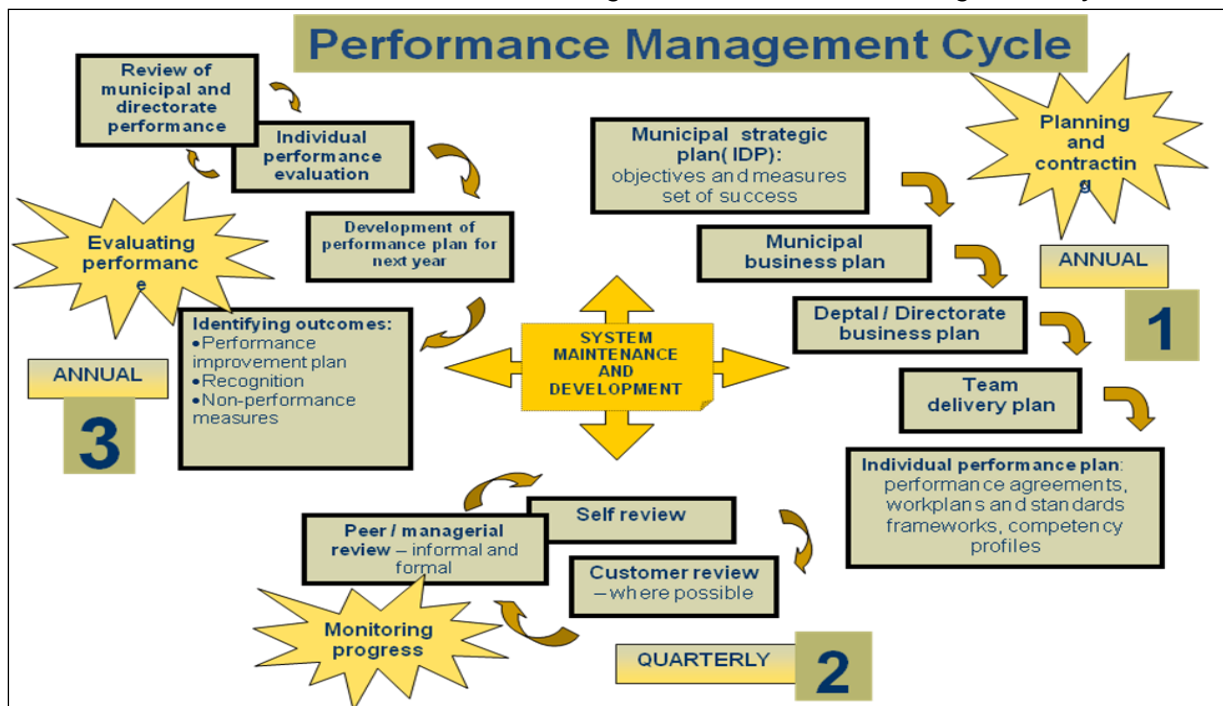 Performance Management Cycle
Review of
municipal and
directorate
performance
Individual
performance
evaluation
Development of
performance plan for
next year
Evaluating
performanc
e
Identifying outcomes:
•Performance
improvement plan
•Recognition
•Non-performance
measures
ANNUAL
3
Municipal strategic
plan( IDP):
objectives and measures
set of success
Planning
and
contractin
g
Municipal
business plan
ANNUAL
1
Deptal / Directorate
business plan
Team
delivery plan
Individual performance plan:
performance agreements,
workplans and standards
frameworks, competency
profiles
SYSTEM
MAINTENANCE
AND
DEVELOPMENT
Self review
Peer / managerial
review – informal and
formal
Customer review
– where possible
Monitoring
progress
QUARTERLY
2